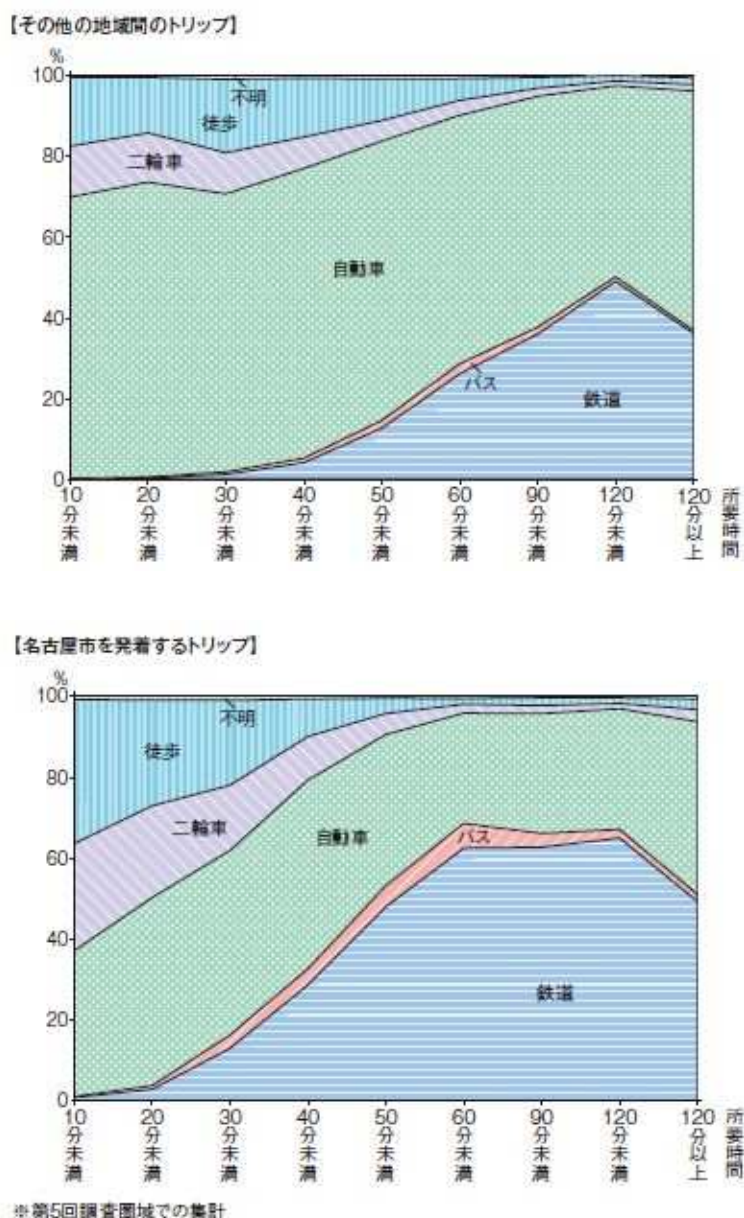 【その他の地域間のトリップ】
%
100
不明
徒歩
80
二輪車
60
自動車
40
バス
20
鉄道
0
10分未満
20分未満
30分未満
40分未満
50分未満
60分未満
90分未満
120分未満
120分以上
所要時間
【名古屋市を発着するトリップ】
%
100
不明
徒歩
80
二輪車
自動車
バス
60
40
鉄道
20
0
10分未満
20分未満
30分未満
40分未満
50分未満
60分未満
90分未満
120分未満
120分以上
所要時間
※第5回調査圏域での集計